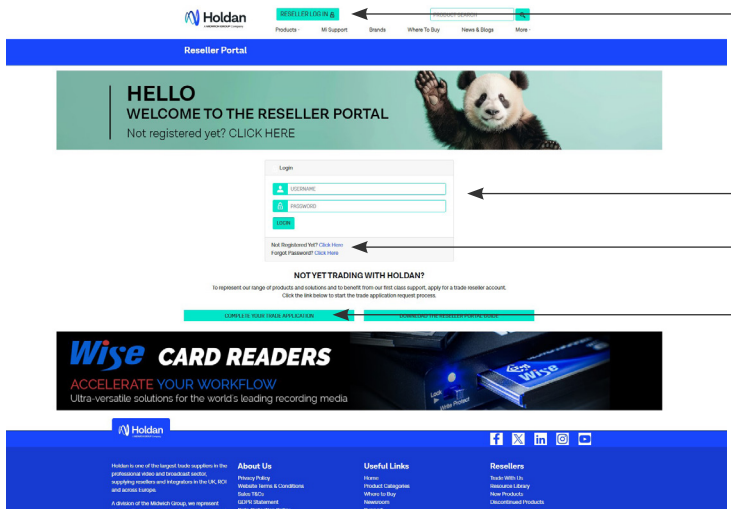 Holdan
RESELLER LOG IN
PRODUCT SEARCH
Products
MI Support
Brands
Where To Buy
News & Blogs
More
Reseller Portal
HELLO
WELCOME TO THE RESELLER PORTAL
Not registered yet? CLICK HERE
Login
USERNAME
PASSWORD
LOGIN
Not Registered Yet? Click Here
Forgot Password? Click Here
NOT YET TRADING WITH HOLDAN?
To represent our range of products and solutions and to benefit from our first class support, apply for a trade reseller account.
Click the link below to start the trade application request process.
COMPLETE YOUR TRADE APPLICATION
DOWNLOAD THE RESELLER PORTAL GUIDE
Wise CARD READERS
ACCELERATE YOUR WORKFLOW
Ultra-versatile solutions for the world's leading recording media
Lock
Write Protect
Wise
Holdan
Holdan is one of the largest trade suppliers in the
professional video and broadcast sector,
supplying resellers and integrators in the UK, ROI
and across Europe.
A division of the Midwich Group, we represent
About Us
Privacy Policy
Website Terms & Conditions
Sales T&Cs
GDPR Statement
Useful Links
Home
Product Categories
Where to Buy
Newsroom
Resellers
Trade With Us
Resource Library
New Products
Discontinued Products